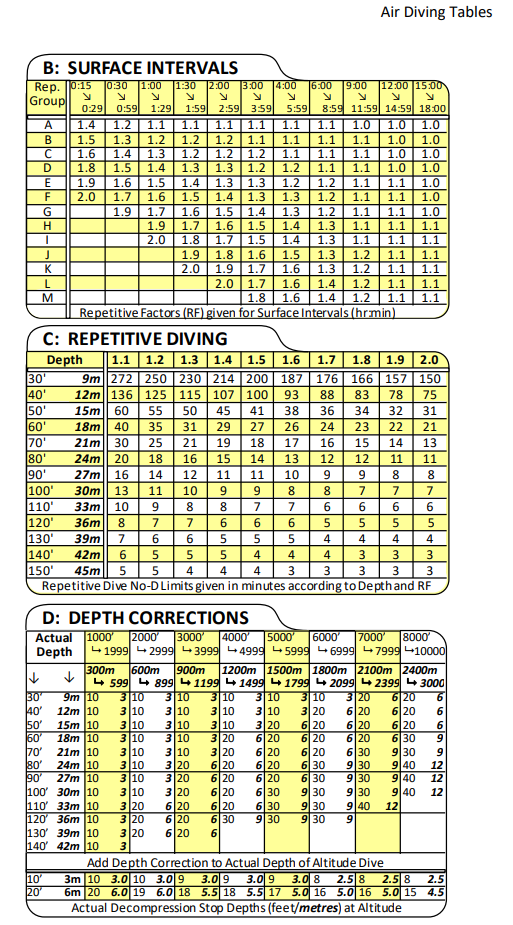 Air Diving Tables
B: SURFACE INTERVALS
Rep. 0:15 0:30 1:00 1:30 2:00 3:00 4:00 6:00 9:00 12:00 15:00
Group ↘ ↘ ↘ ↘ ↘ ↘ ↘ ↘ ↘ ↘ ↘
0:29 0:59 1:29 1:59 2:59 3:59 5:59 8:59 11:59 14:59 18:00
A 1.4 1.2 1.1 1.1 1.1 1.1 1.1 1.1 1.0 1.0 1.0
B 1.5 1.3 1.2 1.2 1.2 1.1 1.1 1.1 1.1 1.0 1.0
C 1.6 1.4 1.3 1.2 1.2 1.2 1.1 1.1 1.1 1.0 1.0
D 1.8 1.5 1.4 1.3 1.3 1.2 1.2 1.1 1.1 1.0 1.0
E 1.9 1.6 1.5 1.4 1.3 1.3 1.2 1.2 1.1 1.1 1.0
F 2.0 1.7 1.6 1.5 1.4 1.3 1.3 1.2 1.1 1.1 1.0
G 1.9 1.7 1.6 1.5 1.4 1.3 1.2 1.1 1.1 1.0
H 1.9 1.7 1.6 1.5 1.4 1.3 1.1 1.1 1.1
I 2.0 1.8 1.7 1.5 1.4 1.3 1.1 1.1 1.1
J 1.9 1.8 1.6 1.5 1.3 1.2 1.1 1.1
K 2.0 1.9 1.7 1.6 1.3 1.2 1.1 1.1
L 2.0 1.7 1.6 1.4 1.2 1.1 1.1
M 1.8 1.6 1.4 1.2 1.1 1.1
Repetitive Factors (RF) given for Surface Intervals (hr:min)
C: REPETITIVE DIVING
Depth 1.1 1.2 1.3 1.4 1.5 1.6 1.7 1.8 1.9 2.0
30' 9m 272 250 230 214 200 187 176 166 157 150
40' 12m 136 125 115 107 100 93 88 83 78 75
50' 15m 60 55 50 45 41 38 36 34 32 31
60' 18m 40 35 31 29 27 26 24 23 22 21
70' 21m 30 25 21 19 18 17 16 15 14 13
80' 24m 20 18 16 15 14 13 12 12 11 11
90' 27m 16 14 12 11 11 10 9 9 8 8
100' 30m 13 11 10 9 9 8 8 7 7 7
110' 33m 10 9 8 8 7 7 6 6 6 6
120' 36m 8 7 7 6 6 6 5 5 5 5
130' 39m 7 6 6 5 5 5 4 4 4 4
140' 42m 6 5 5 5 4 4 4 3 3 3
150' 45m 5 5 4 4 4 3 3 3 3 3
Repetitive Dive No-D Limits given in minutes according to Depth and RF
D: DEPTH CORRECTIONS
Actual 1000' 2000' 3000' 4000' 5000' 6000' 7000' 8000'
Depth ↪1999 ↪2999 ↪3999 ↪4999 ↪5999 ↪6999 ↪7999 ↪10000
300m 600m 900m 1200m 1500m 1800m 2100m 2400m
↓ ↓ ↪599 ↪899 ↪1199 ↪1499 ↪1799 ↪2099 ↪2399 ↪3000
30' 9m 10 3 10 3 10 3 10 3 10 3 10 3 20 6 20 6
40' 12m 10 3 10 3 10 3 10 3 10 3 20 6 20 6 20 6
50' 15m 10 3 10 3 10 3 10 3 20 6 20 6 20 6 20 6
60' 18m 10 3 10 3 10 3 20 6 20 6 20 6 20 6 30 9
70' 21m 10 3 10 3 10 3 20 6 20 6 20 6 30 9 30 9
80' 24m 10 3 10 3 20 6 20 6 20 6 30 9 30 9 40 12
90' 27m 10 3 10 3 20 6 20 6 20 6 30 9 30 9 40 12
100' 30m 10 3 10 3 20 6 20 6 30 9 30 9 30 9 40 12
110' 33m 10 3 20 6 20 6 20 6 30 9 30 9 40 12
120' 36m 10 3 20 6 20 6 30 9 30 9 30 9
130' 39m 10 3 20 6 20 6
140' 42m 10 3
Add Depth Correction to Actual Depth of Altitude Dive
10' 3m 10 3.0 10 3.0 9 3.0 9 3.0 9 3.0 8 2.5 8 2.5 8 2.5
20' 6m 20 6.0 19 6.0 18 5.5 18 5.5 17 5.0 16 5.0 16 5.0 15 4.5
Actual Decompression Stop Depths (feet/metres) at Altitude